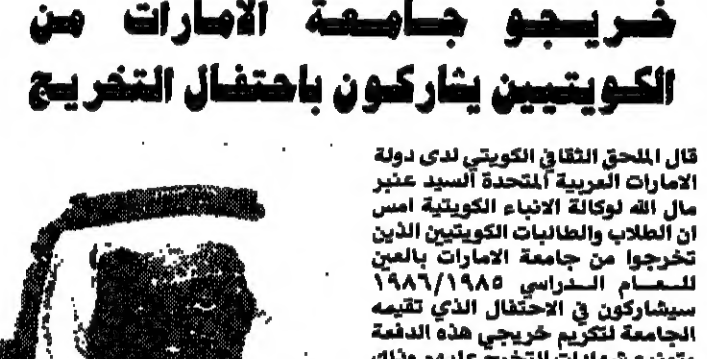 خريجو جامعة الامارات من
الكويتيين يشاركون باحتفال التخريج
قال الملحق الثقافي الكويتي لدى دولة
الامارات العربية المتحدة السيد عنبر
مال الله لوكالة الانباء الكويتية امس
ان الطلاب والطالبات الكويتيين الذين
تخرجوا من جامعة الامارات بالعين
للعام الدراسي ١٩٨٦/١٩٨٥
سيشاركون في الاحتفال الذي تقيمه
الجامعة لتكريم خريجي هذه الدفعة
وذلك